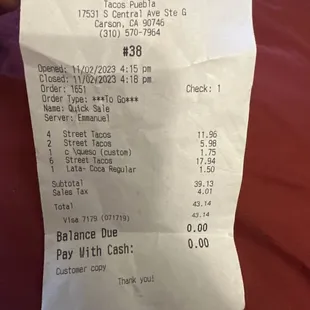 Tacos Puebla
17531 S Central Ave Ste G
Carson, CA 90746
(310) 570-7964
#38
Opened: 11/02/2023 4:15 pm
Closed: 11/02/2023 4:18 pm
Order: 1651 Check: 1
Order Type: ***To Go***
Name: Quick Sale
Server: Emmanuel
4 Street Tacos 11.96
2 Street Tacos 5.98
1 c \queso (custom) 1.75
6 Street Tacos 17.94
1 Lata- Coca Regular 1.50
Subtotal 39.13
Sales Tax 4.01
Total 43.14
Visa 7179 (071719) 43.14
Balance Due 0.00
Pay With Cash: 0.00
Customer copy
Thank you!